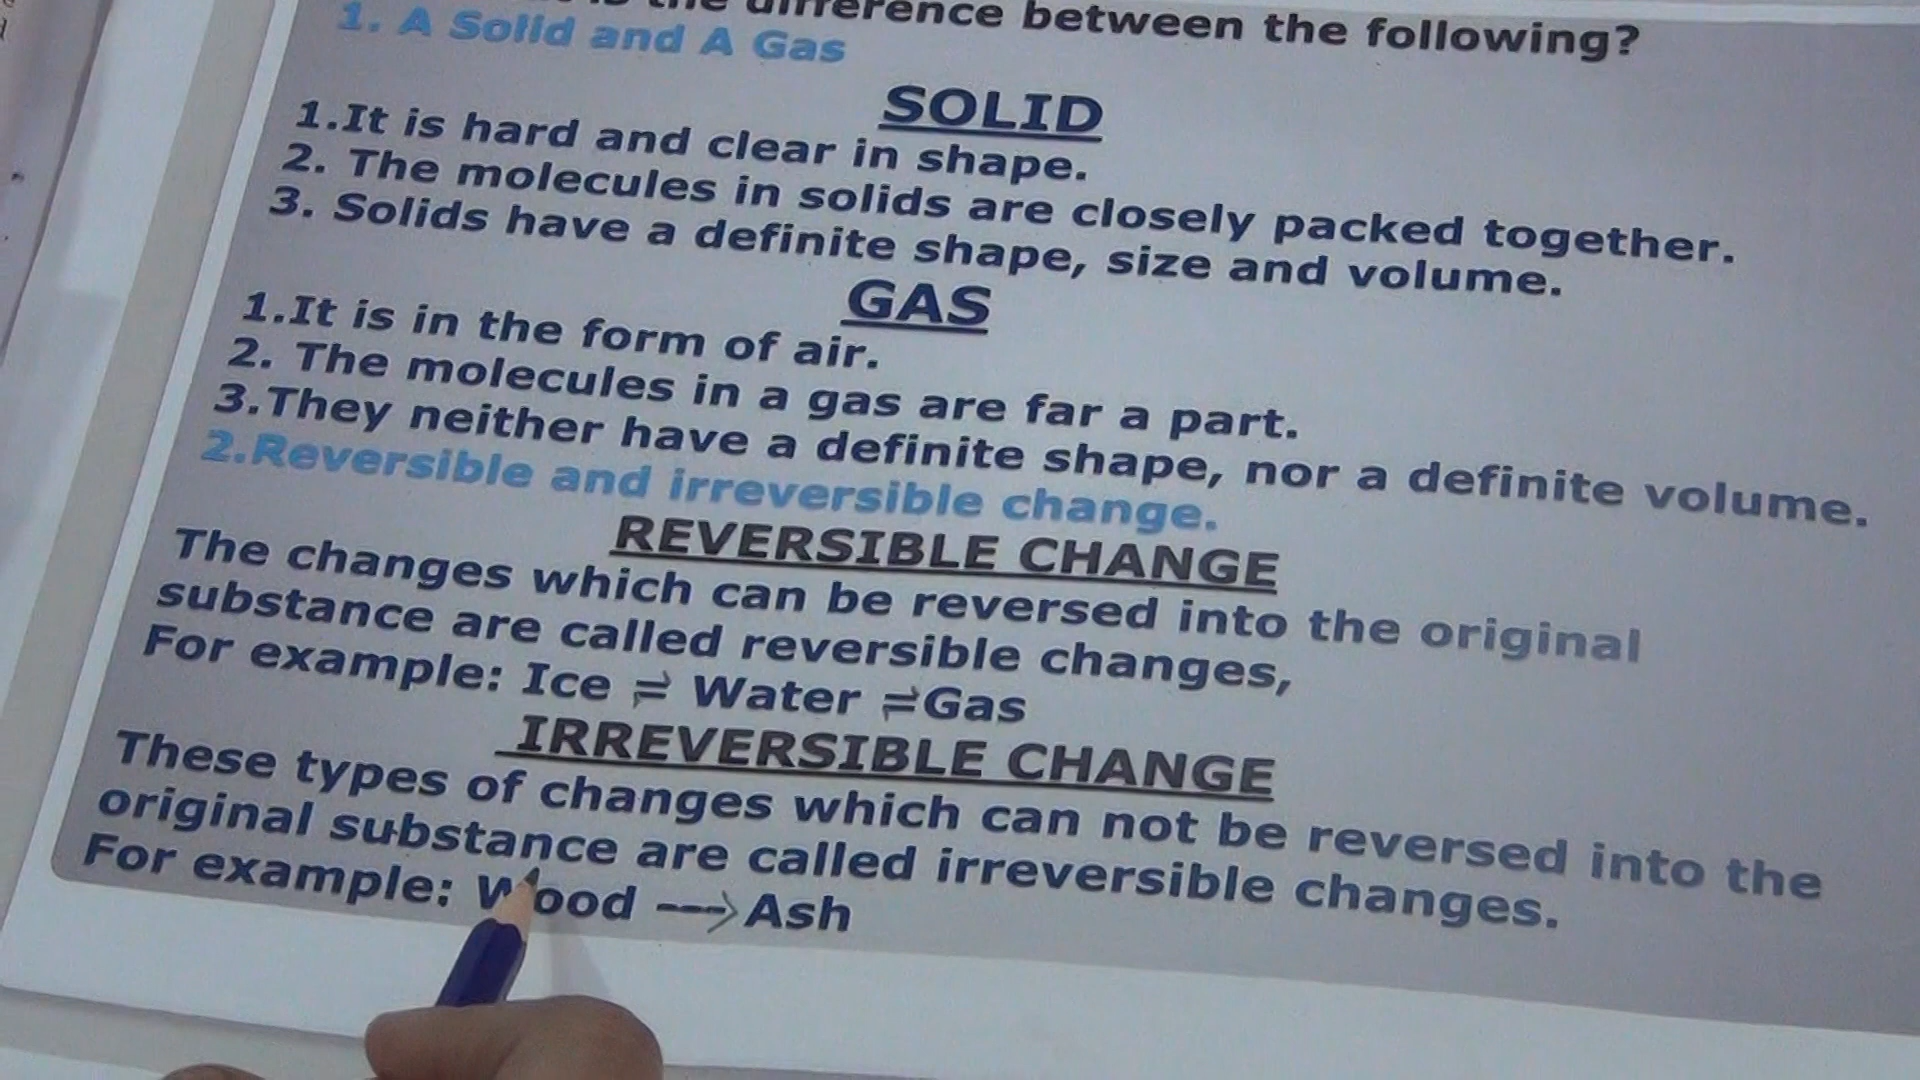 the difference between the following?
1. A Solid and A Gas
SOLID
1.It is hard and clear in shape.
2. The molecules in solids are closely packed together.
3. Solids have a definite shape, size and volume.
GAS
1.It is in the form of air.
2. The molecules in a gas are far a part.
3.They neither have a definite shape, nor a definite volume.
2.Reversible and irreversible change.
REVERSIBLE CHANGE
The changes which can be reversed into the original
substance are called reversible changes,
For example: Ice ⇌ Water ⇌Gas
IRREVERSIBLE CHANGE
These types of changes which can not be reversed into the
original substance are called irreversible changes.
For example: Wood ---> Ash